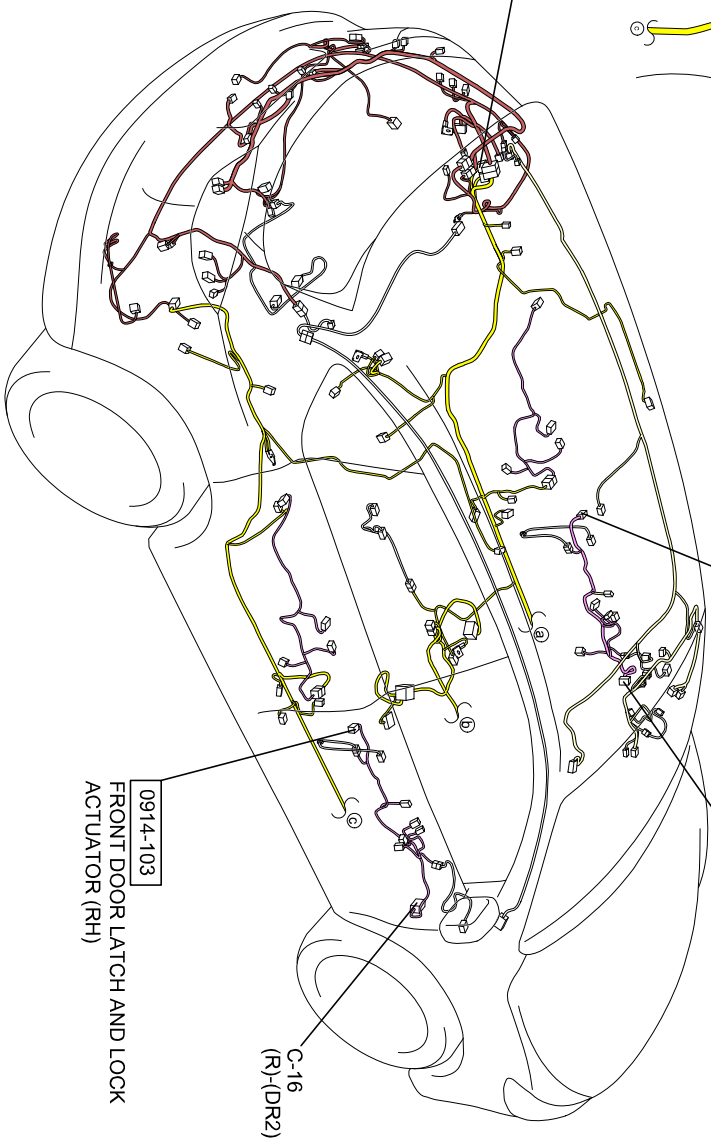 ⓒ
ⓐ
ⓑ
ⓒ
0914-103
FRONT DOOR LATCH AND LOCK
ACTUATOR (RH)
C-16
(R)-(DR2)